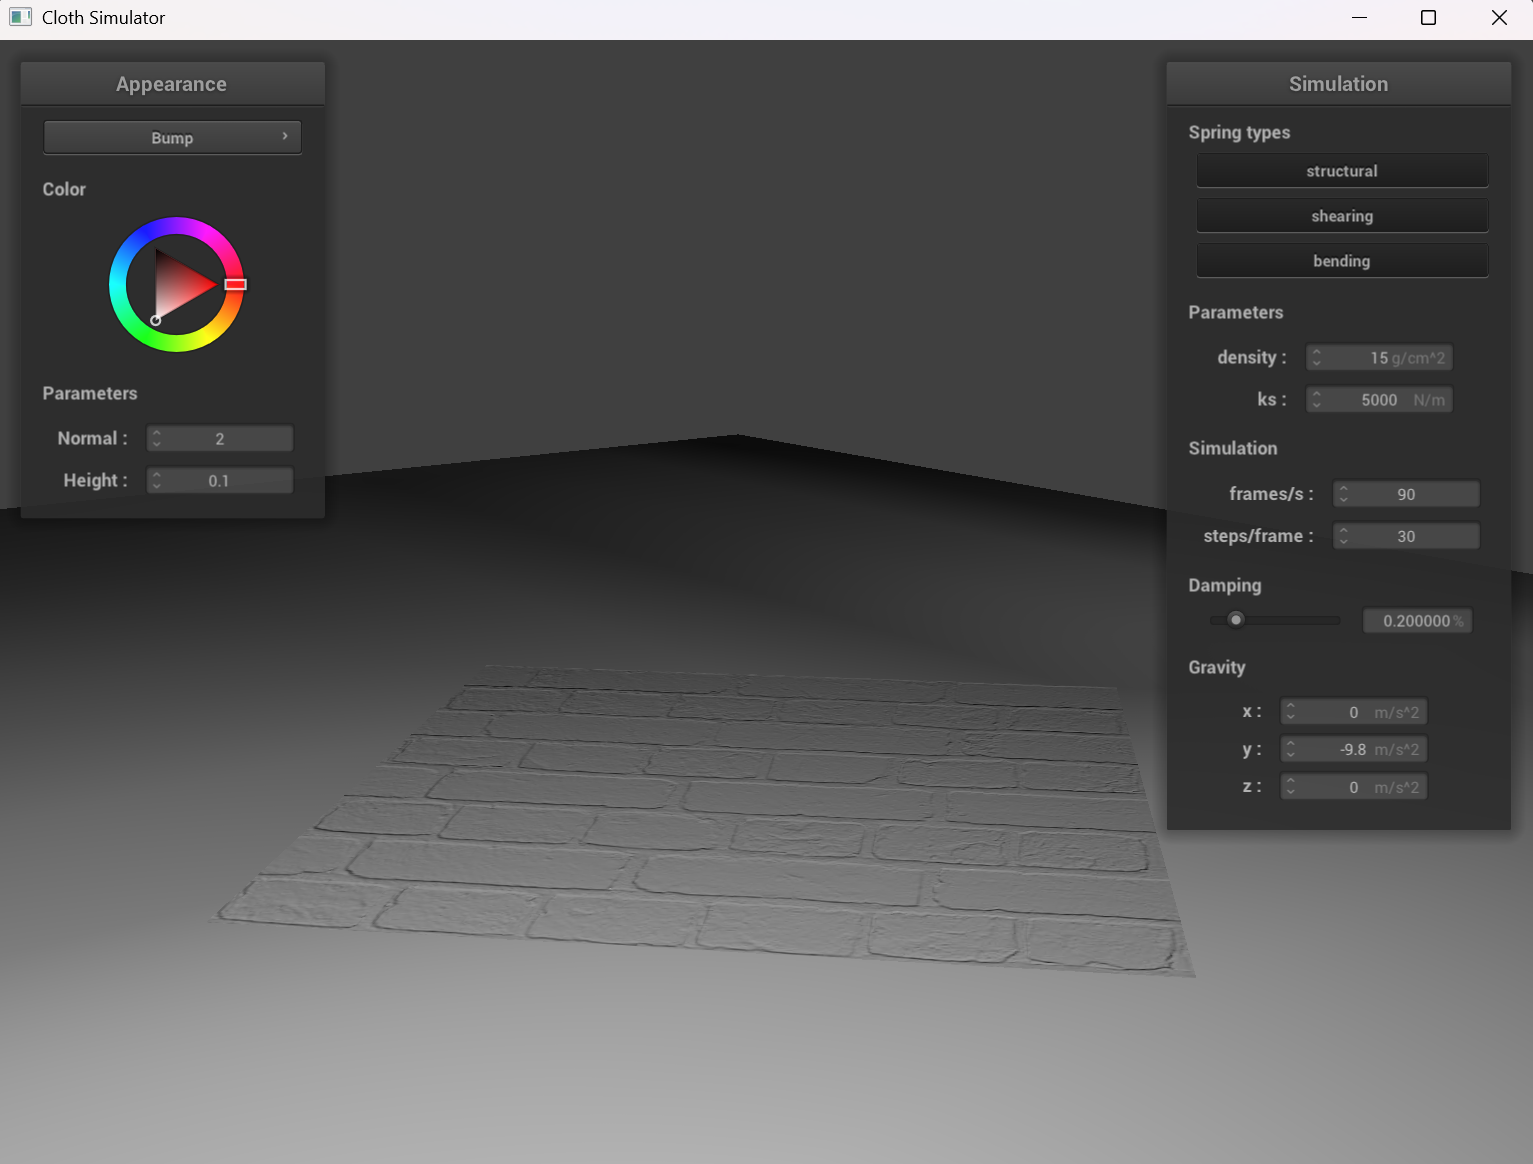 Cloth Simulator
Appearance
Bump
Color
Parameters
Normal : 2
Height : 0.1
Simulation
Spring types
structural
shearing
bending
Parameters
density : 15 g/cm^2
ks : 5000 N/m
Simulation
frames/s : 90
steps/frame : 30
Damping
0.200000 %
Gravity
x : 0 m/s^2
y : -9.8 m/s^2
z : 0 m/s^2